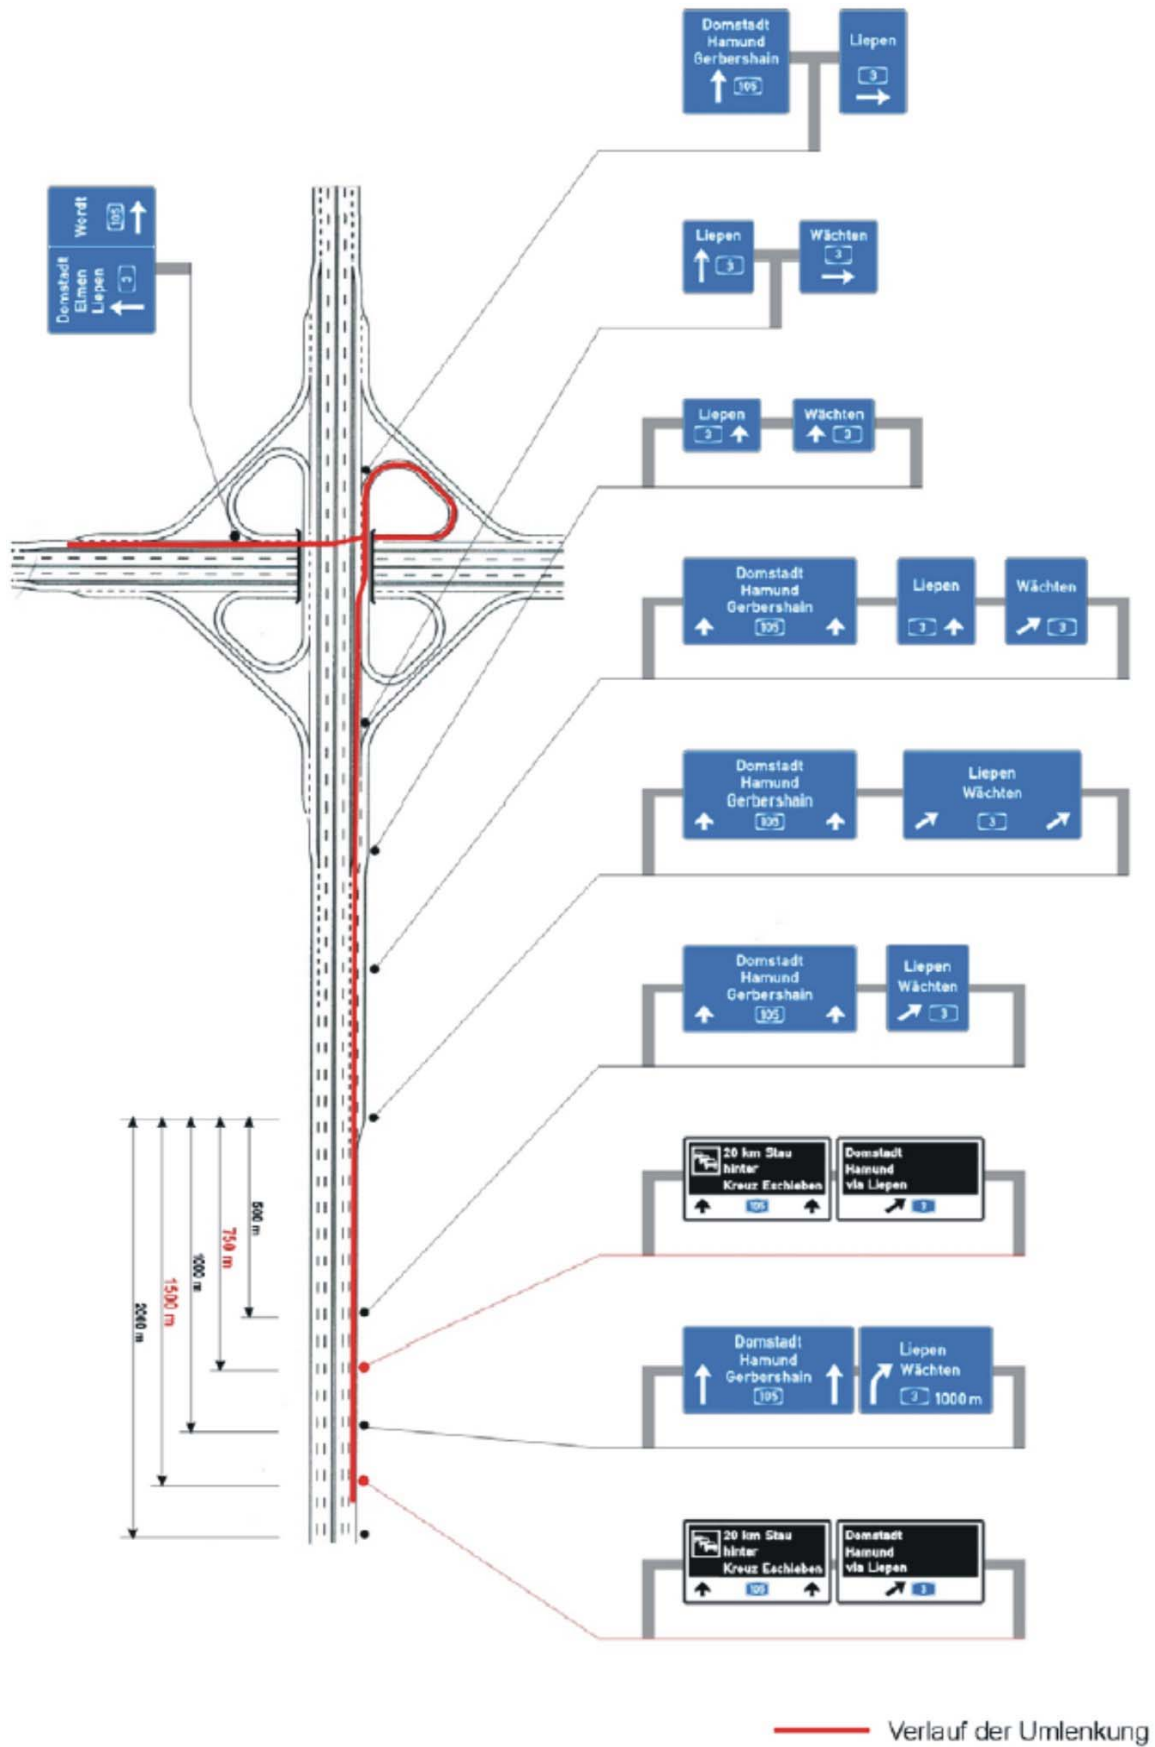 Domstadt
Hamund
Gerbershain
105
Liepen
3
Wordt
105
Domstadt
Elmen
Liepen
3
Liepen
3
Wächten
3
Liepen
3
Wächten
3
Domstadt
Hamund
Gerbershain
105
Liepen
3
Wächten
3
Domstadt
Hamund
Gerbershain
105
Liepen
Wächten
3
Domstadt
Hamund
Gerbershain
105
Liepen
Wächten
3
20 km Stau
hinter
Kreuz Eschleben
105
Domstadt
Hamund
via Liepen
3
500 m
750 m
1000 m
1500 m
2000 m
Domstadt
Hamund
Gerbershain
105
Liepen
Wächten
3 1000 m
20 km Stau
hinter
Kreuz Eschleben
105
Domstadt
Hamund
via Liepen
3
Verlauf der Umlenkung